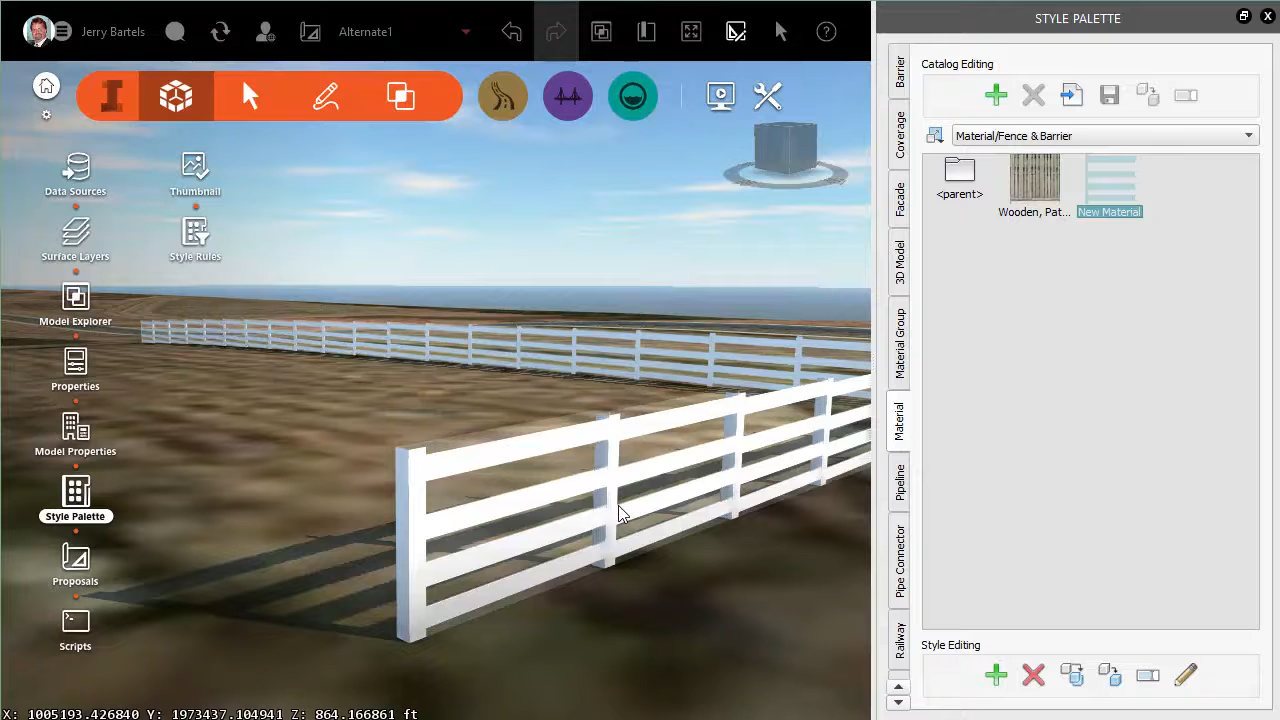 Jerry Bartels
Alternate1
STYLE PALETTE
Catalog Editing
Material/Fence & Barrier
<parent>
Wooden, Pat...
New Material
Barrier
Coverage
Facade
3D Model
Material Group
Material
Pipeline
Pipe Connector
Railway
Data Sources
Thumbnail
Surface Layers
Style Rules
Model Explorer
Properties
Model Properties
Style Palette
Proposals
Scripts
Style Editing
X: 1005193.426840 Y: 1973437.104941 Z: 864.166861 ft